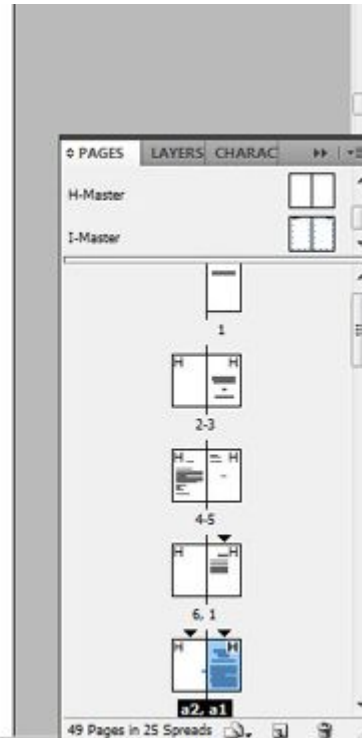 PAGES LAYERS CHARAC
H-Master
I-Master
1
H H
2-3
H H
4-5
H H
6, 1
H H
a2, a1
49 Pages in 25 Spreads